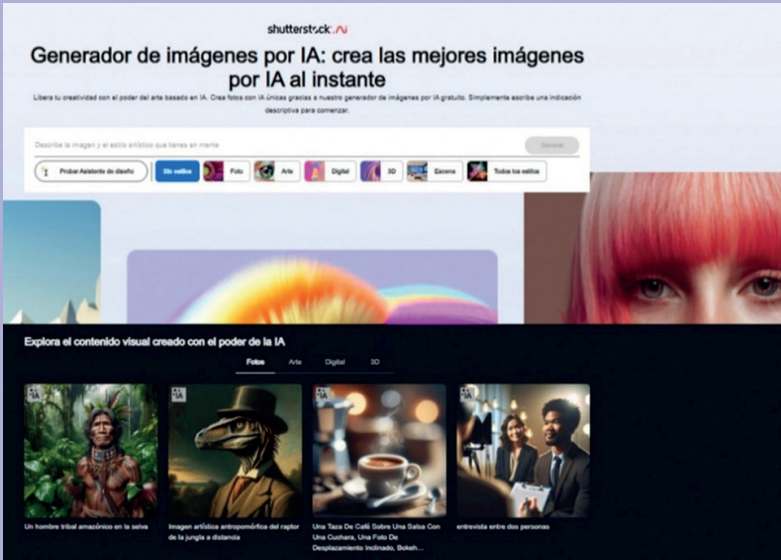 shutterstock.AI
Generador de imágenes por IA: crea las mejores imágenes
por IA al instante
Libera tu creatividad con el poder del arte basado en IA. Crea fotos con IA únicas gracias a nuestro generador de imágenes por IA gratuito. Simplemente escribe una indicación
descriptiva para comenzar.
Describe la imagen y el estilo artístico que tienes en mente
Generar
Probar Asistente de diseño
Sin estilos
Foto
Arte
Digital
3D
Escena
Todos los estilos
Explora el contenido visual creado con el poder de la IA
Fotos
Arte
Digital
3D
IA
IA
IA
IA
Un hombre tribal amazónico en la selva
Imagen artística antropomórfica del raptor
de la jungla a distancia
Una Taza De Café Sobre Una Salsa Con
Una Cuchara, Una Foto De
Desplazamiento Inclinado, Bokeh...
entrevista entre dos personas